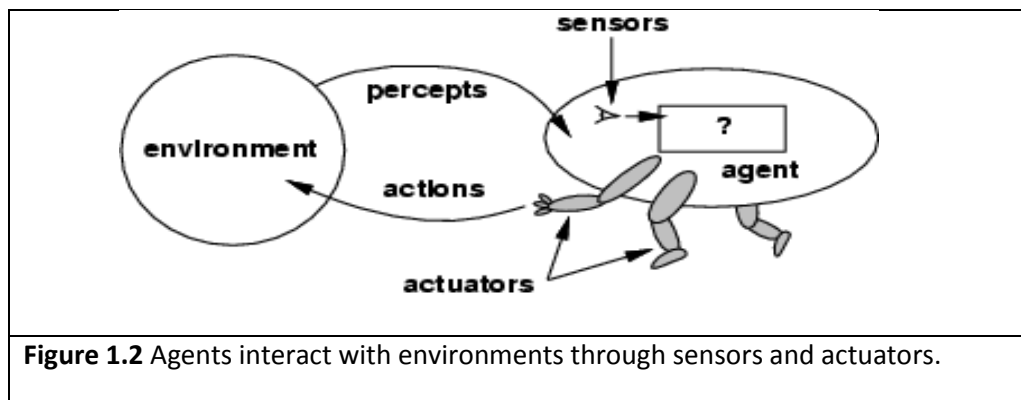 sensors
percepts
?
environment
agent
actions
actuators
Figure 1.2 Agents interact with environments through sensors and actuators.